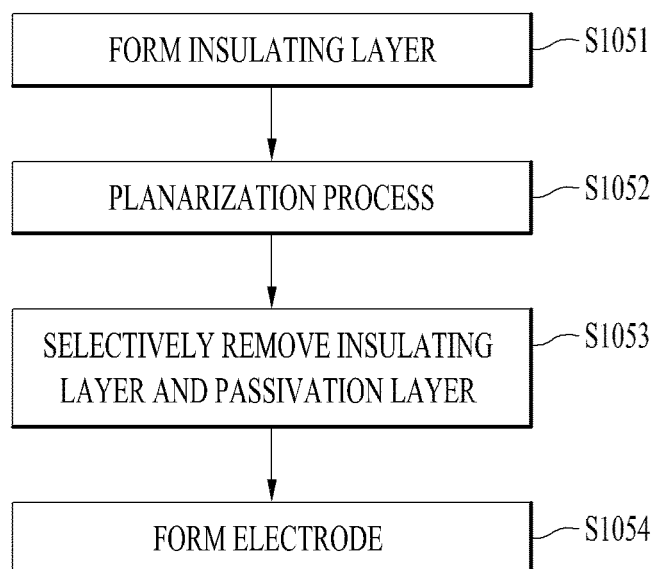 FORM INSULATING LAYER
S1051
PLANARIZATION PROCESS
S1052
SELECTIVELY REMOVE INSULATING
LAYER AND PASSIVATION LAYER
S1053
FORM ELECTRODE
S1054